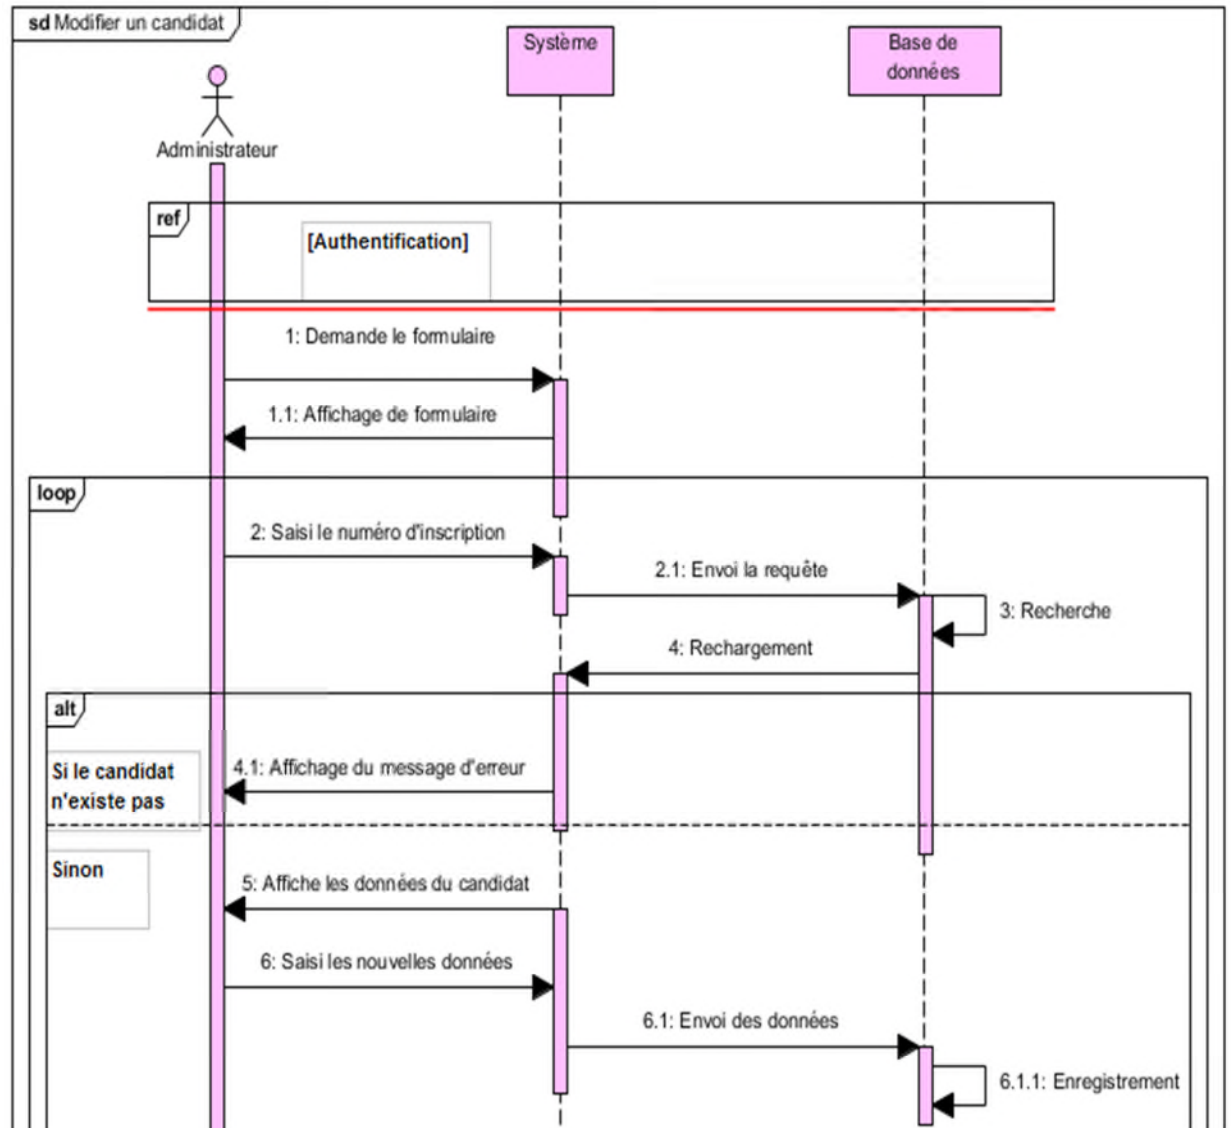 sd Modifier un candidat
Système
Base de
données
Administrateur
ref
[Authentification]
1: Demande le formulaire
1.1: Affichage de formulaire
loop
2: Saisi le numéro d'inscription
2.1: Envoi la requête
3: Recherche
4: Rechargement
alt
Si le candidat
n'existe pas
4.1: Affichage du message d'erreur
Sinon
5: Affiche les données du candidat
6: Saisi les nouvelles données
6.1: Envoi des données
6.1.1: Enregistrement